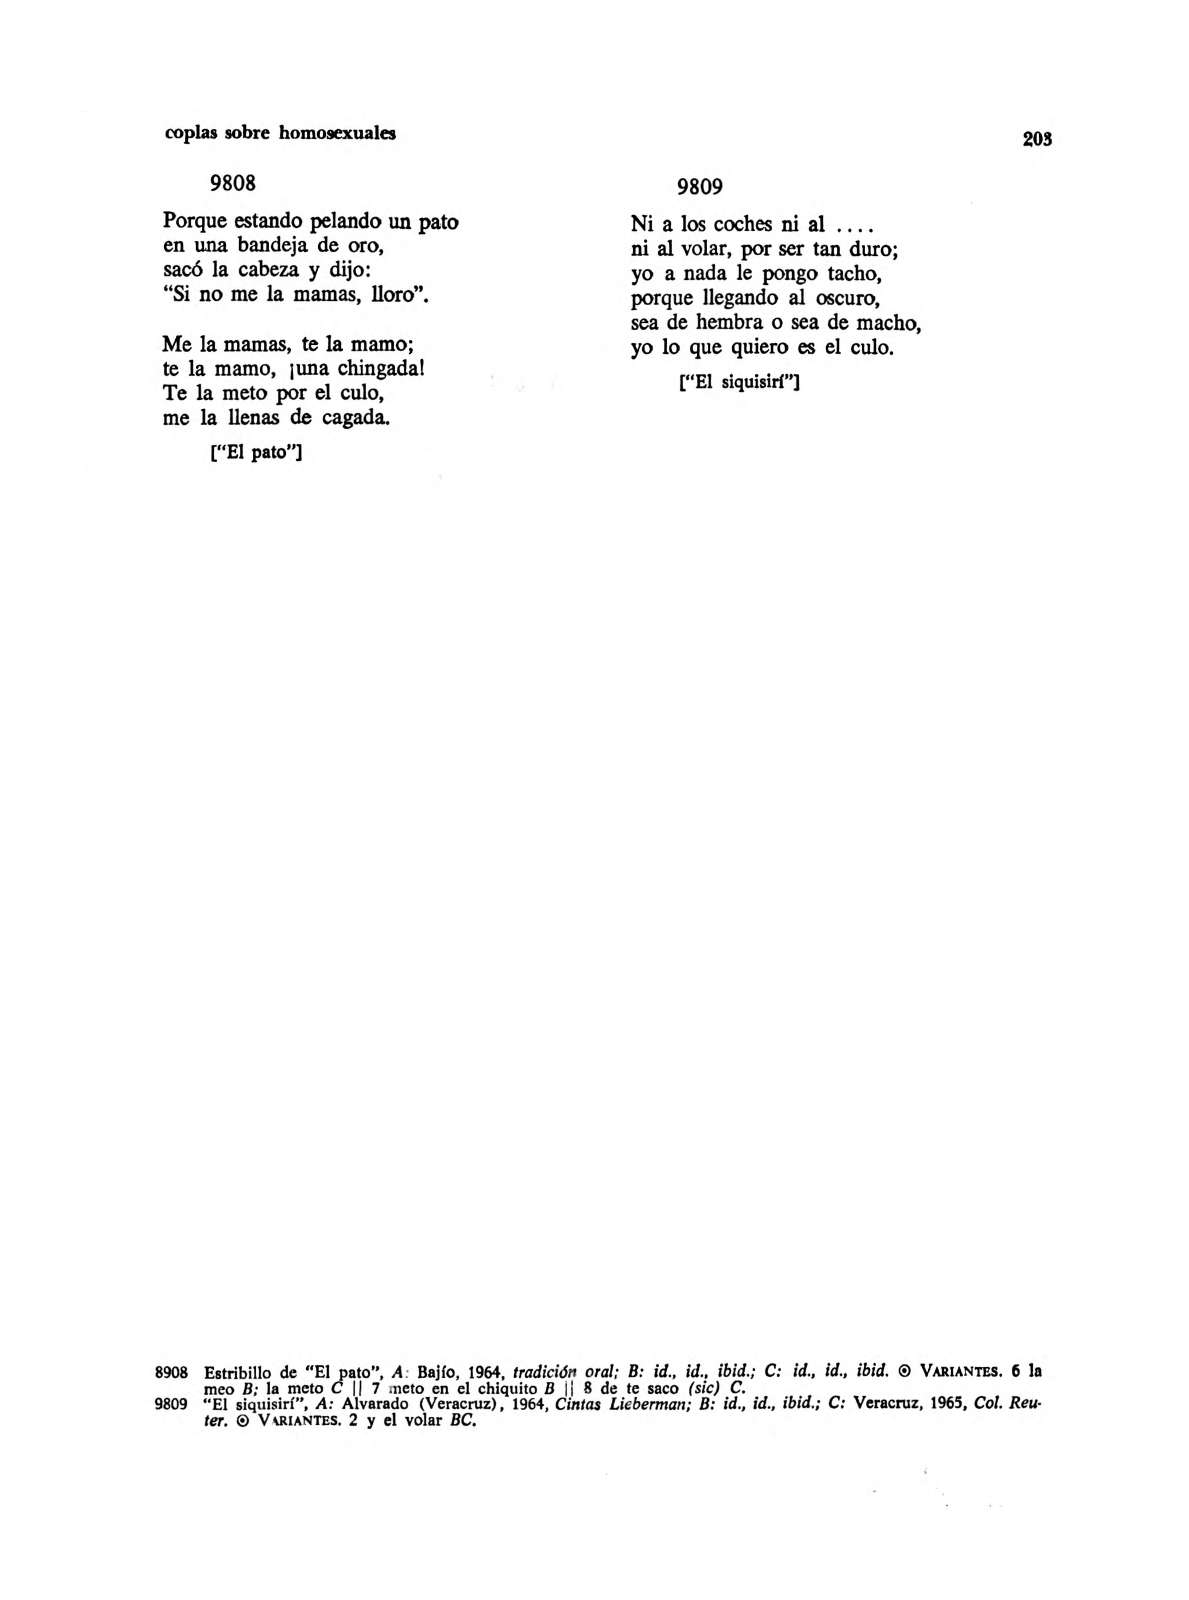 coplas sobre homosexuales
203
9808
Porque estando pelando un pato
en una bandeja de oro,
sacó la cabeza y dijo:
“Si no me la mamas, lloro”.
Me la mamas, te la mamo;
te la mamo, ¡una chingada!
Te la meto por el culo,
me la llenas de cagada.
[“El pato”]
9809
Ni a los coches ni al ....
ni al volar, por ser tan duro;
yo a nada le pongo tacho,
porque llegando al oscuro,
sea de hembra o sea de macho,
yo lo que quiero es el culo.
[“El siquisirí”]
8908 Estribillo de “El pato”, A: Bajío, 1964, tradición oral; B: id., id., ibid.; C: id., id., ibid. ⊙ VARIANTES. 6 la
meo B; la meto C || 7 meto en el chiquito B || 8 de te saco (sic) C.
9809 “El siquisirí”, A: Alvarado (Veracruz), 1964, Cintas Lieberman; B: id., id., ibid.; C: Veracruz, 1965, Col. Reu-
ter. ⊙ VARIANTES. 2 y el volar BC.